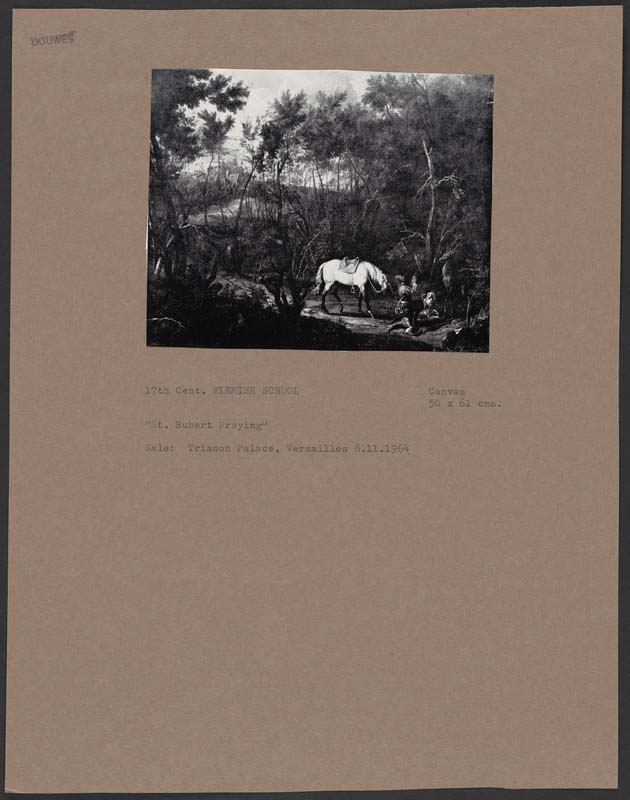 DOUWES
17th Cent. FLEMISH SCHOOL
Canvas
50 x 61 cms.
"St. Hubert Praying"
Sale: Trianon Palace, Versailles 8.11.1964